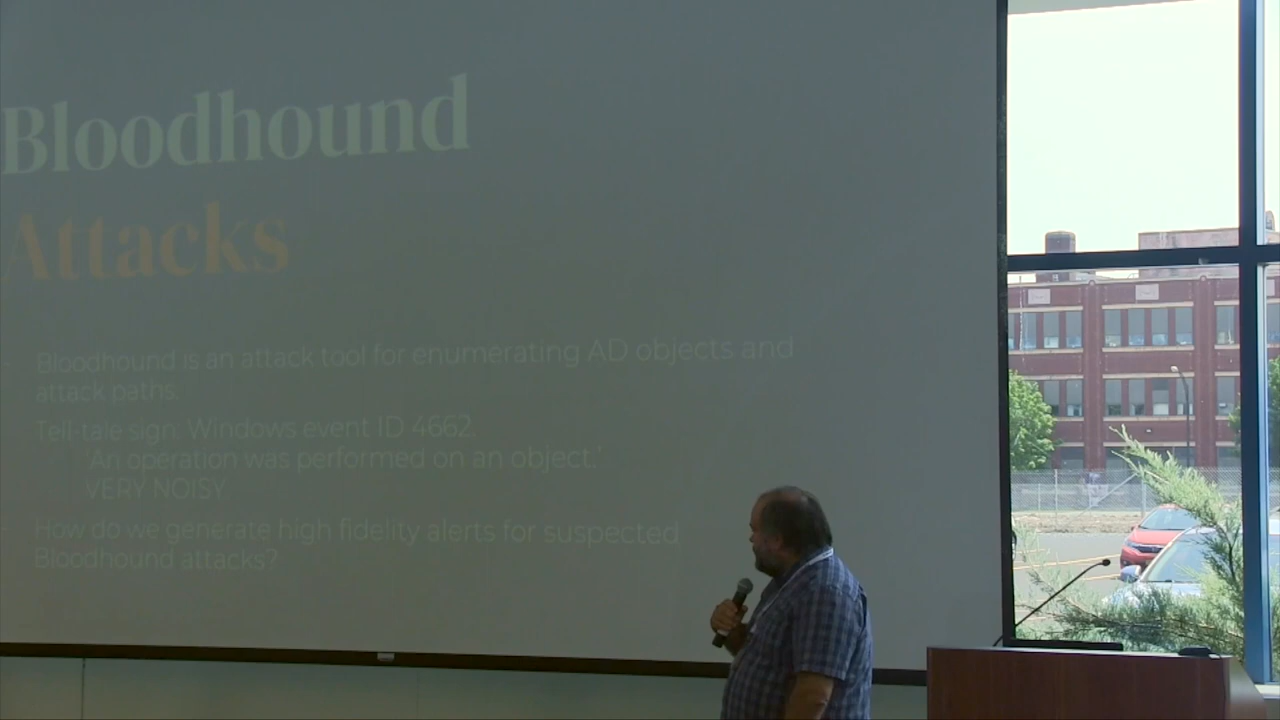 Bloodhound
Attacks
Bloodhound is an attack tool for enumerating AD objects and
attack paths.
Tell-tale sign: Windows event ID 4662.
'An operation was performed on an object.'
VERY NOISY
How do we generate high fidelity alerts for suspected
Bloodhound attacks?